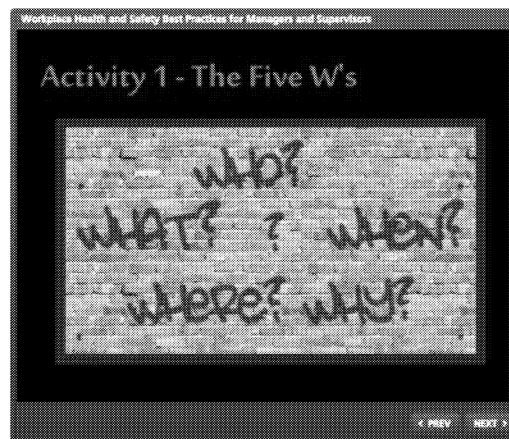 Workplace Health and Safety Best Practices for Managers and Supervisors
Activity 1 - The Five W's
WHO?
WHAT? ? WHEN?
WHERE? WHY?
< PREV NEXT >